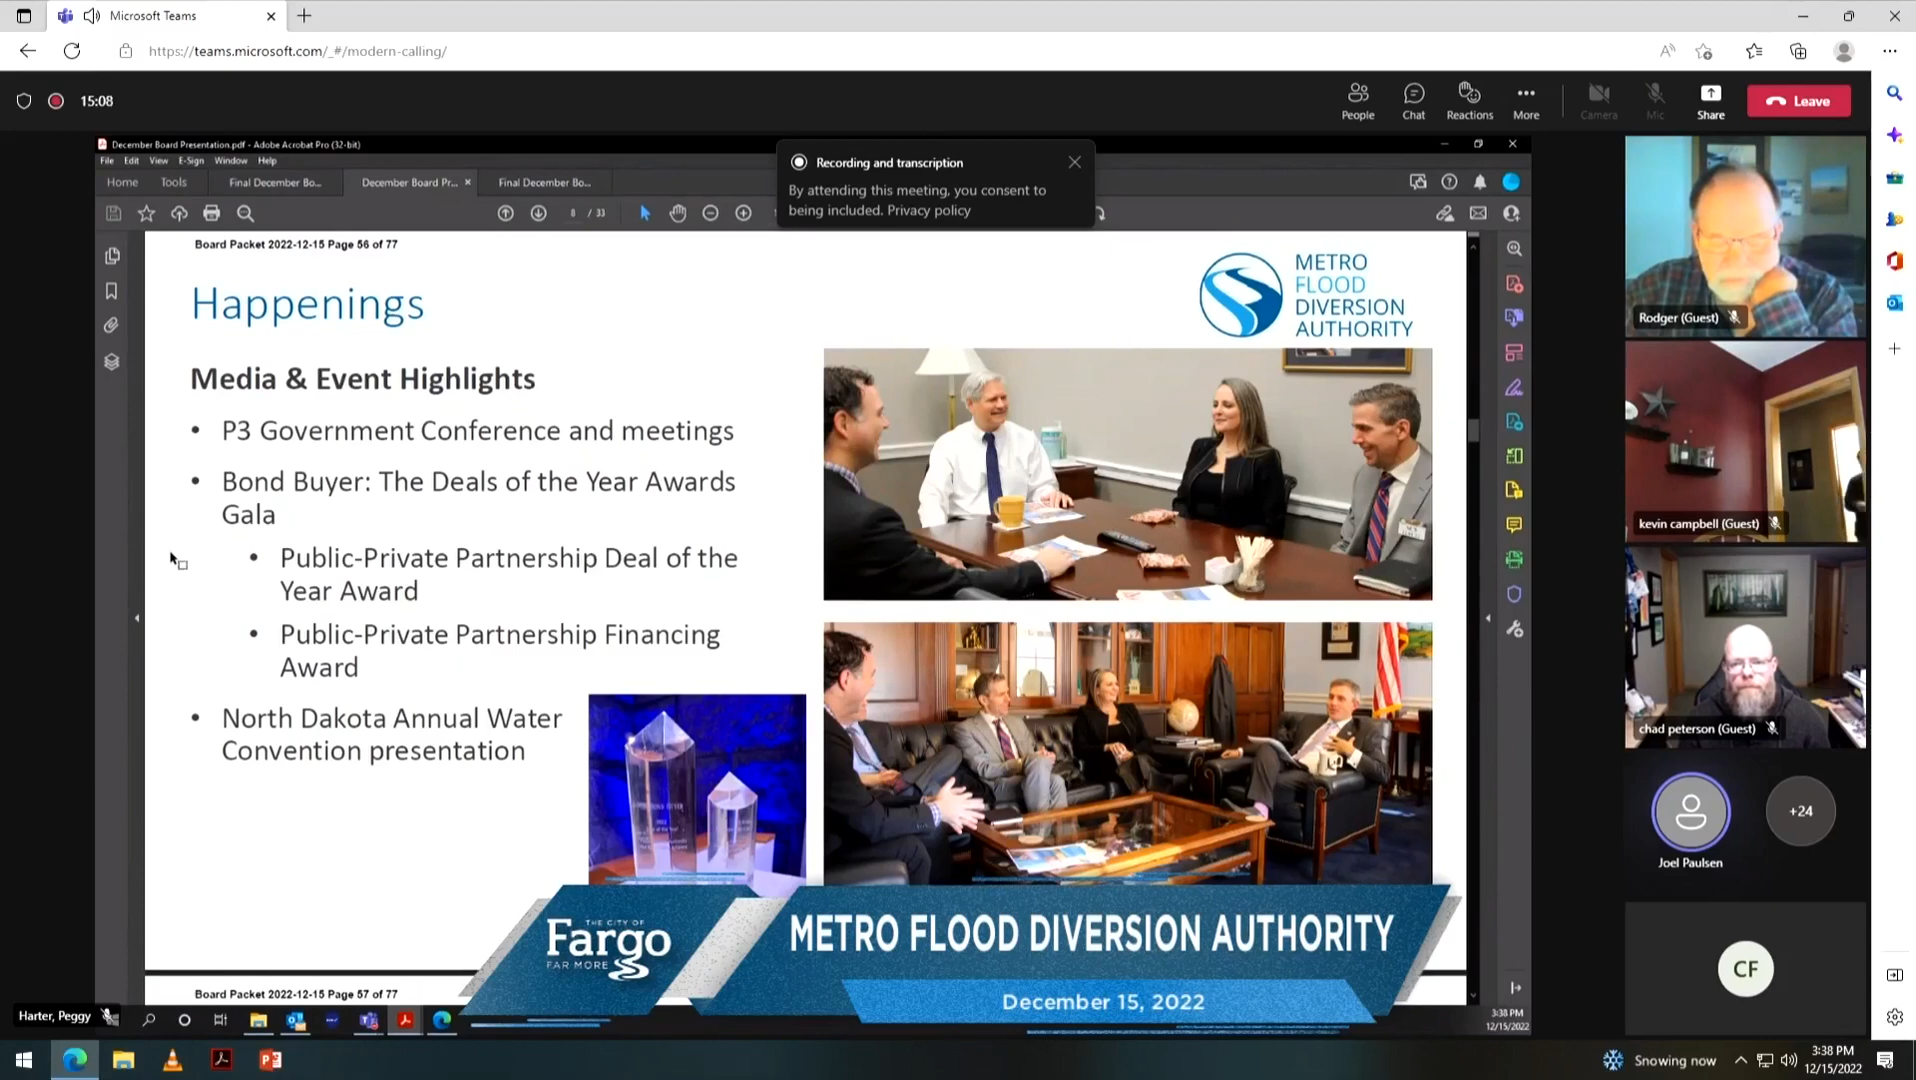 Microsoft Teams
https://teams.microsoft.com/_#/modern-calling/
15:08
People
Chat
Reactions
More
Camera
Mic
Share
Leave
December Board Presentation.pdf - Adobe Acrobat Pro (32-bit)
File Edit View E-Sign Window Help
Home
Tools
Final December Bo...
December Board Pr...
Final December Bo...
8 / 33
Recording and transcription
By attending this meeting, you consent to
being included. Privacy policy
Board Packet 2022-12-15 Page 56 of 77
Happenings
METRO
FLOOD
DIVERSION
AUTHORITY
Media & Event Highlights
• P3 Government Conference and meetings
• Bond Buyer: The Deals of the Year Awards
Gala
• Public-Private Partnership Deal of the
Year Award
• Public-Private Partnership Financing
Award
• North Dakota Annual Water
Convention presentation
Rodger (Guest)
kevin campbell (Guest)
chad peterson (Guest)
Joel Paulsen
+24
CF
THE CITY OF
Fargo
FAR MORE
METRO FLOOD DIVERSION AUTHORITY
December 15, 2022
Board Packet 2022-12-15 Page 57 of 77
Harter, Peggy
3:38 PM
12/15/2022
Snowing now
3:38 PM
12/15/2022